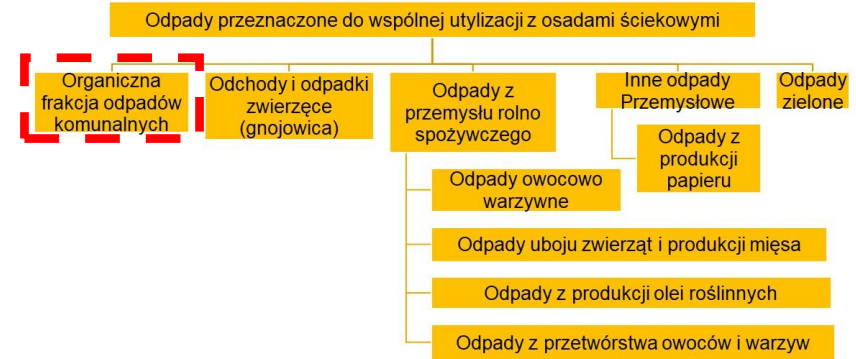 Odpady przeznaczone do wspólnej utylizacji z osadami ściekowymi
Organiczna
frakcja odpadów
komunalnych
Odchody i odpadki
zwierzęce
(gnojowica)
Odpady z
przemysłu rolno
spożywczego
Inne odpady
Przemysłowe
Odpady
zielone
Odpady z
produkcji
papieru
Odpady owocowo
warzywne
Odpady uboju zwierząt i produkcji mięsa
Odpady z produkcji olei roślinnych
Odpady z przetwórstwa owoców i warzyw